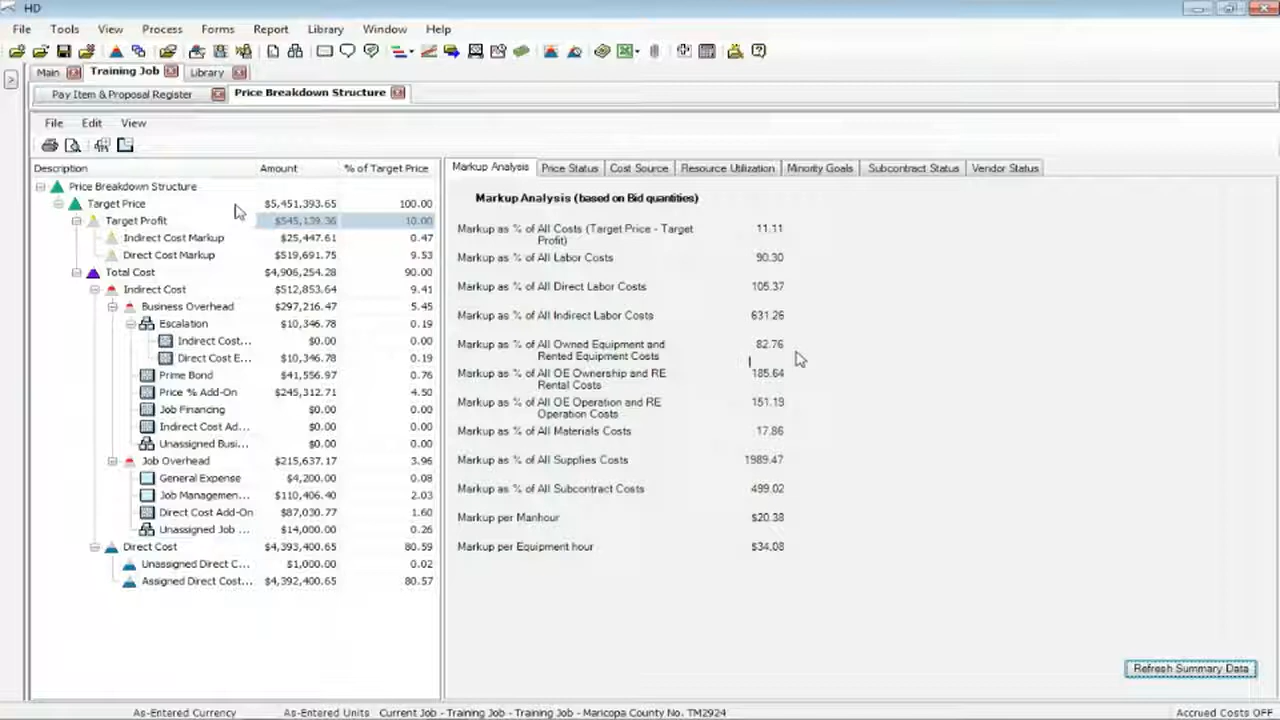 HD
File Tools View Process Forms Report Library Window Help
Main Training Job Library
Pay Item & Proposal Register Price Breakdown Structure
File Edit View
Description Amount % of Target Price
Price Breakdown Structure
Target Price $5,451,393.65 100.00
Target Profit $545,139.36 10.00
Indirect Cost Markup $25,447.61 0.47
Direct Cost Markup $519,691.75 9.53
Total Cost $4,906,254.28 90.00
Indirect Cost $512,853.64 9.41
Business Overhead $297,216.47 5.45
Escalation $10,346.78 0.19
Indirect Cost... $0.00 0.00
Direct Cost E... $10,346.78 0.19
Prime Bond $41,556.97 0.76
Price % Add-On $245,312.71 4.50
Job Financing $0.00 0.00
Indirect Cost Ad... $0.00 0.00
Unassigned Busi... $0.00 0.00
Job Overhead $215,637.17 3.96
General Expense $4,200.00 0.08
Job Managemen... $110,406.40 2.03
Direct Cost Add-On $87,030.77 1.60
Unassigned Job ... $14,000.00 0.26
Direct Cost $4,393,400.65 80.59
Unassigned Direct C... $1,000.00 0.02
Assigned Direct Cost... $4,392,400.65 80.57
Markup Analysis Price Status Cost Source Resource Utilization Minority Goals Subcontract Status Vendor Status
Markup Analysis (based on Bid quantities)
Markup as % of All Costs (Target Price - Target 11.11
Profit)
Markup as % of All Labor Costs 90.30
Markup as % of All Direct Labor Costs 105.37
Markup as % of All Indirect Labor Costs 631.26
Markup as % of All Owned Equipment and 82.76
Rented Equipment Costs
Markup as % of All OE Ownership and RE 185.64
Rental Costs
Markup as % of All OE Operation and RE 151.19
Operation Costs
Markup as % of All Materials Costs 17.86
Markup as % of All Supplies Costs 1989.47
Markup as % of All Subcontract Costs 499.02
Markup per Manhour $20.38
Markup per Equipment hour $34.08
Refresh Summary Data
As-Entered Currency As-Entered Units Current Job - Training Job - Training Job - Maricopa County No. TM2924 Accrued Costs OFF